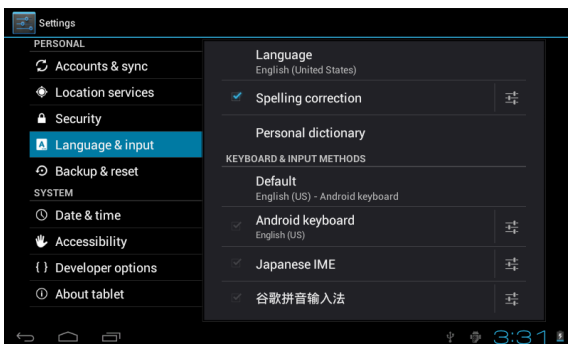 Settings
PERSONAL
Accounts & sync
Location services
Security
Language & input
Backup & reset
SYSTEM
Date & time
Accessibility
{ } Developer options
About tablet
Language
English (United States)
Spelling correction
Personal dictionary
KEYBOARD & INPUT METHODS
Default
English (US) - Android keyboard
Android keyboard
English (US)
Japanese IME
谷歌拼音输入法
3:31